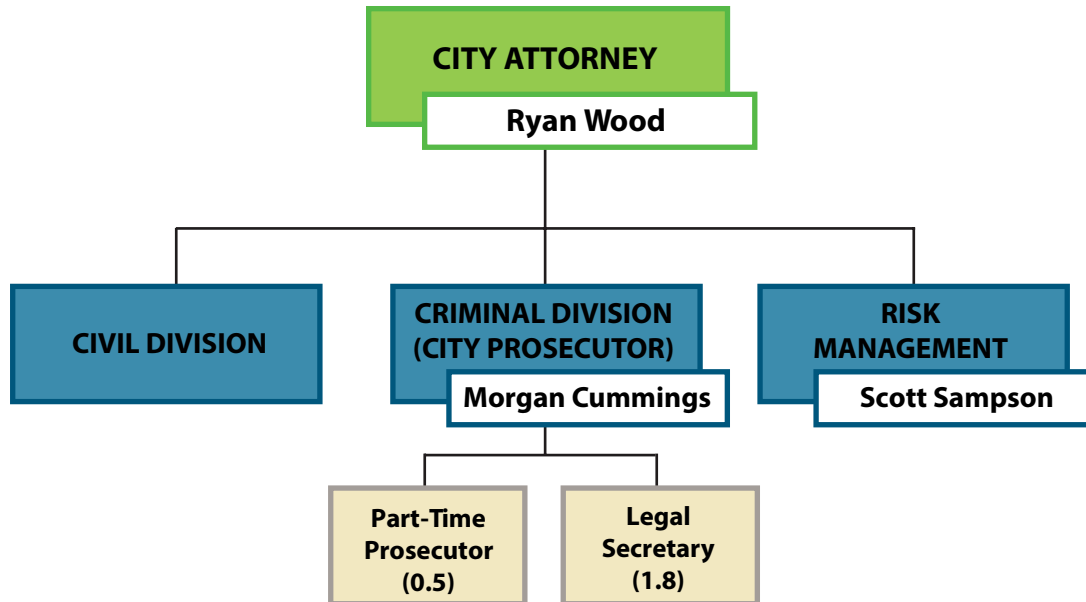 CITY ATTORNEY
Ryan Wood
CIVIL DIVISION
CRIMINAL DIVISION
(CITY PROSECUTOR)
Morgan Cummings
RISK
MANAGEMENT
Scott Sampson
Part-Time
Prosecutor
(0.5)
Legal
Secretary
(1.8)